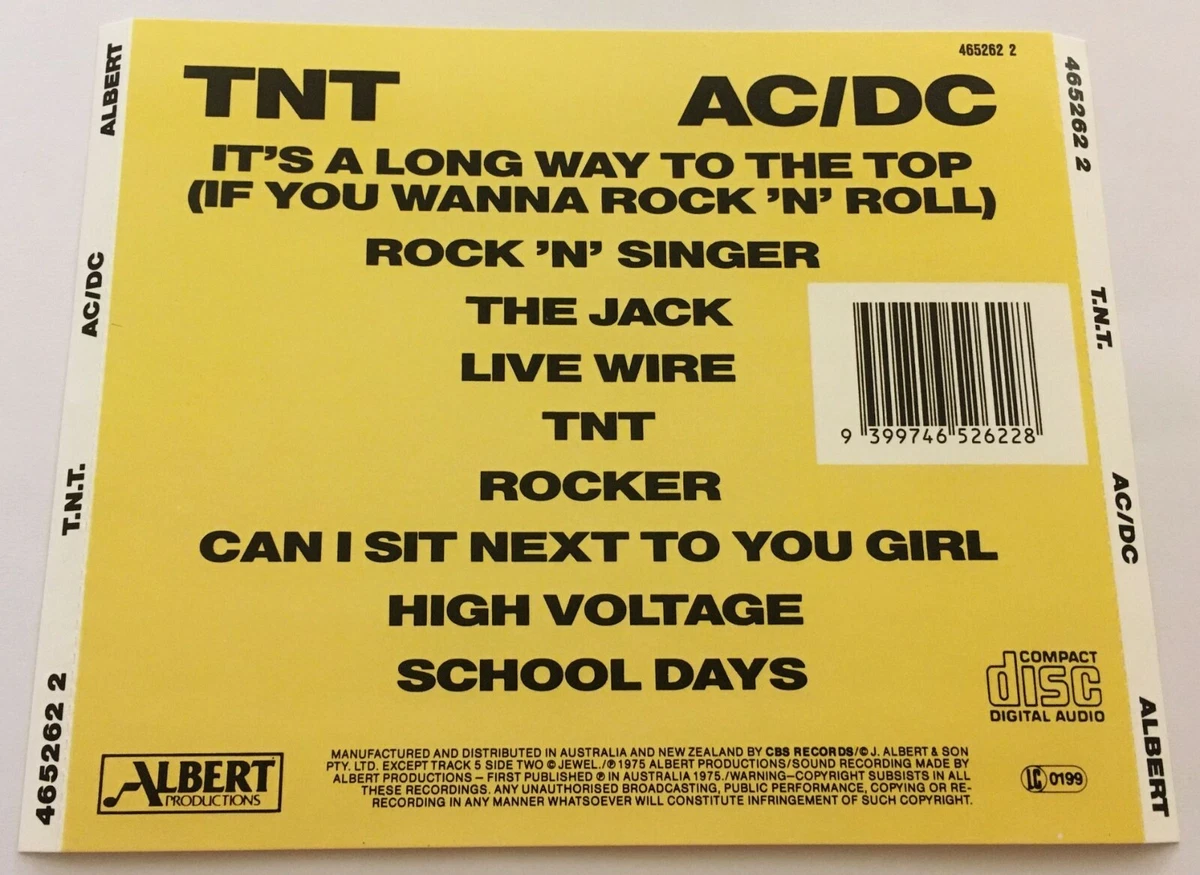 465262 2
TNT AC/DC
IT'S A LONG WAY TO THE TOP
(IF YOU WANNA ROCK 'N' ROLL)
ROCK 'N' SINGER
THE JACK
LIVE WIRE
TNT
ROCKER
CAN I SIT NEXT TO YOU GIRL
HIGH VOLTAGE
SCHOOL DAYS
9 399746 526228
COMPACT
disc
DIGITAL AUDIO
ALBERT
PRODUCTIONS
MANUFACTURED AND DISTRIBUTED IN AUSTRALIA AND NEW ZEALAND BY CBS RECORDS/© J. ALBERT & SON
PTY. LTD. EXCEPT TRACK 5 SIDE TWO © JEWEL./℗ 1975 ALBERT PRODUCTIONS/SOUND RECORDING MADE BY
ALBERT PRODUCTIONS – FIRST PUBLISHED ℗ IN AUSTRALIA 1975./WARNING–COPYRIGHT SUBSISTS IN ALL
THESE RECORDINGS. ANY UNAUTHORISED BROADCASTING, PUBLIC PERFORMANCE, COPYING OR RE-
RECORDING IN ANY MANNER WHATSOEVER WILL CONSTITUTE INFRINGEMENT OF SUCH COPYRIGHT.
LC 0199
465262 2 T.N.T. AC/DC ALBERT
465262 2 T.N.T. AC/DC ALBERT